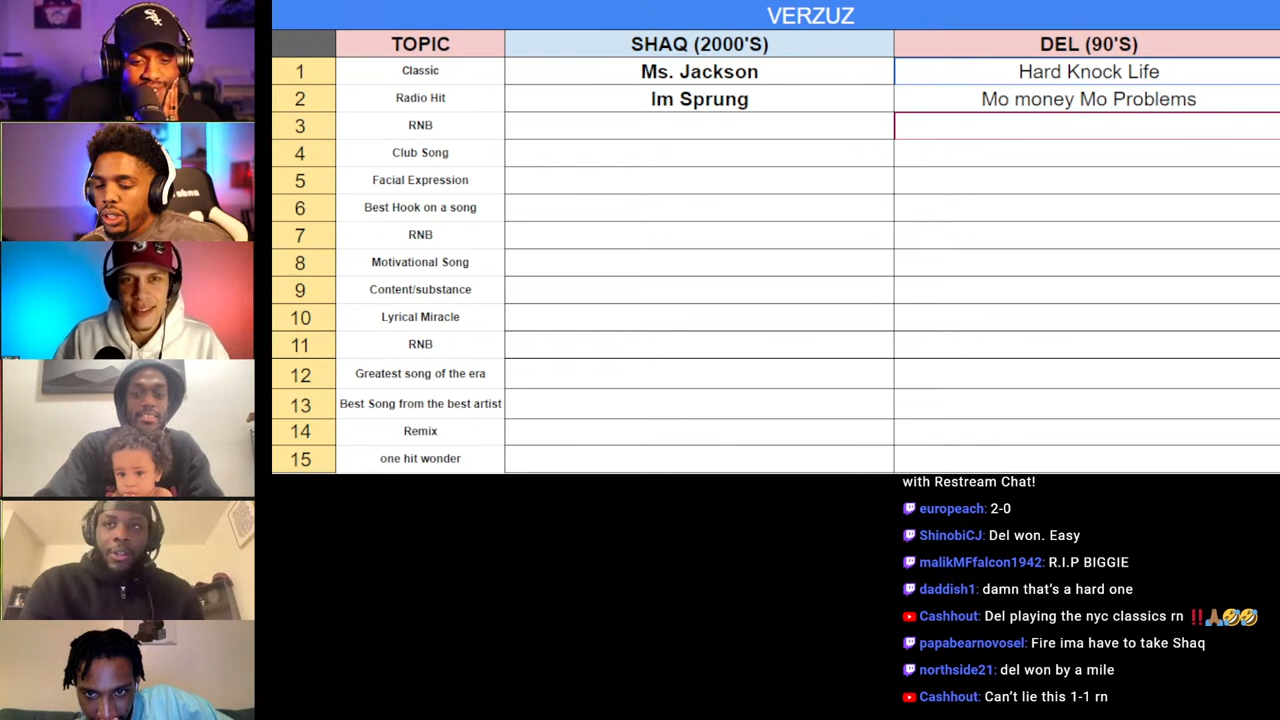 VERZUZ
TOPIC SHAQ (2000'S) DEL (90'S)
1 Classic Ms. Jackson Hard Knock Life
2 Radio Hit Im Sprung Mo money Mo Problems
3 RNB
4 Club Song
5 Facial Expression
6 Best Hook on a song
7 RNB
8 Motivational Song
9 Content/substance
10 Lyrical Miracle
11 RNB
12 Greatest song of the era
13 Best Song from the best artist
14 Remix
15 one hit wonder
with Restream Chat!
europeach: 2-0
ShinobiCJ: Del won. Easy
malikMFfalcon1942: R.I.P BIGGIE
daddish1: damn that's a hard one
Cashhout: Del playing the nyc classics rn ‼️🙏🏾🤣🤣
papabearnovosel: Fire ima have to take Shaq
northside21: del won by a mile
Cashhout: Can't lie this 1-1 rn